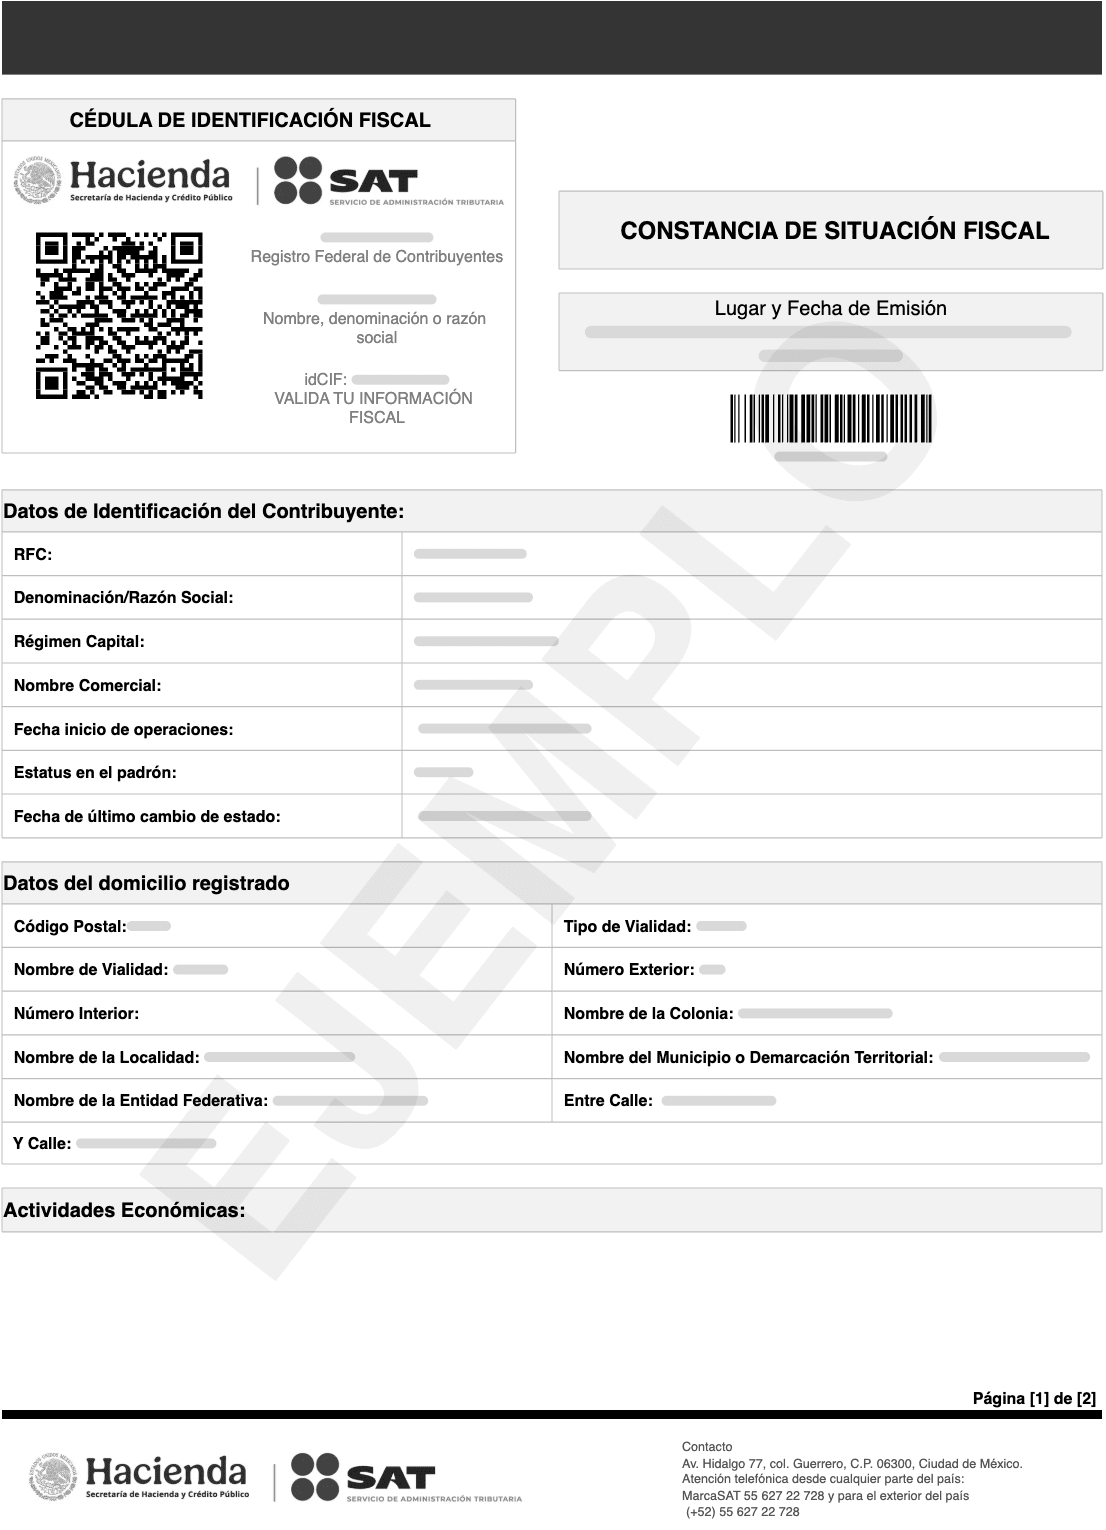 CÉDULA DE IDENTIFICACIÓN FISCAL
Hacienda
Secretaría de Hacienda y Crédito Público
SAT
SERVICIO DE ADMINISTRACIÓN TRIBUTARIA
Registro Federal de Contribuyentes
Nombre, denominación o razón
social
idCIF:
VALIDA TU INFORMACIÓN
FISCAL
CONSTANCIA DE SITUACIÓN FISCAL
Lugar y Fecha de Emisión
EJEMPLO
Datos de Identificación del Contribuyente:
RFC:
Denominación/Razón Social:
Régimen Capital:
Nombre Comercial:
Fecha inicio de operaciones:
Estatus en el padrón:
Fecha de último cambio de estado:
Datos del domicilio registrado
Código Postal:
Tipo de Vialidad:
Nombre de Vialidad:
Número Exterior:
Número Interior:
Nombre de la Colonia:
Nombre de la Localidad:
Nombre del Municipio o Demarcación Territorial:
Nombre de la Entidad Federativa:
Entre Calle:
Y Calle:
Actividades Económicas:
Página [1] de [2]
Hacienda
Secretaría de Hacienda y Crédito Público
SAT
SERVICIO DE ADMINISTRACIÓN TRIBUTARIA
Contacto
Av. Hidalgo 77, col. Guerrero, C.P. 06300, Ciudad de México.
Atención telefónica desde cualquier parte del país:
MarcaSAT 55 627 22 728 y para el exterior del país
(+52) 55 627 22 728